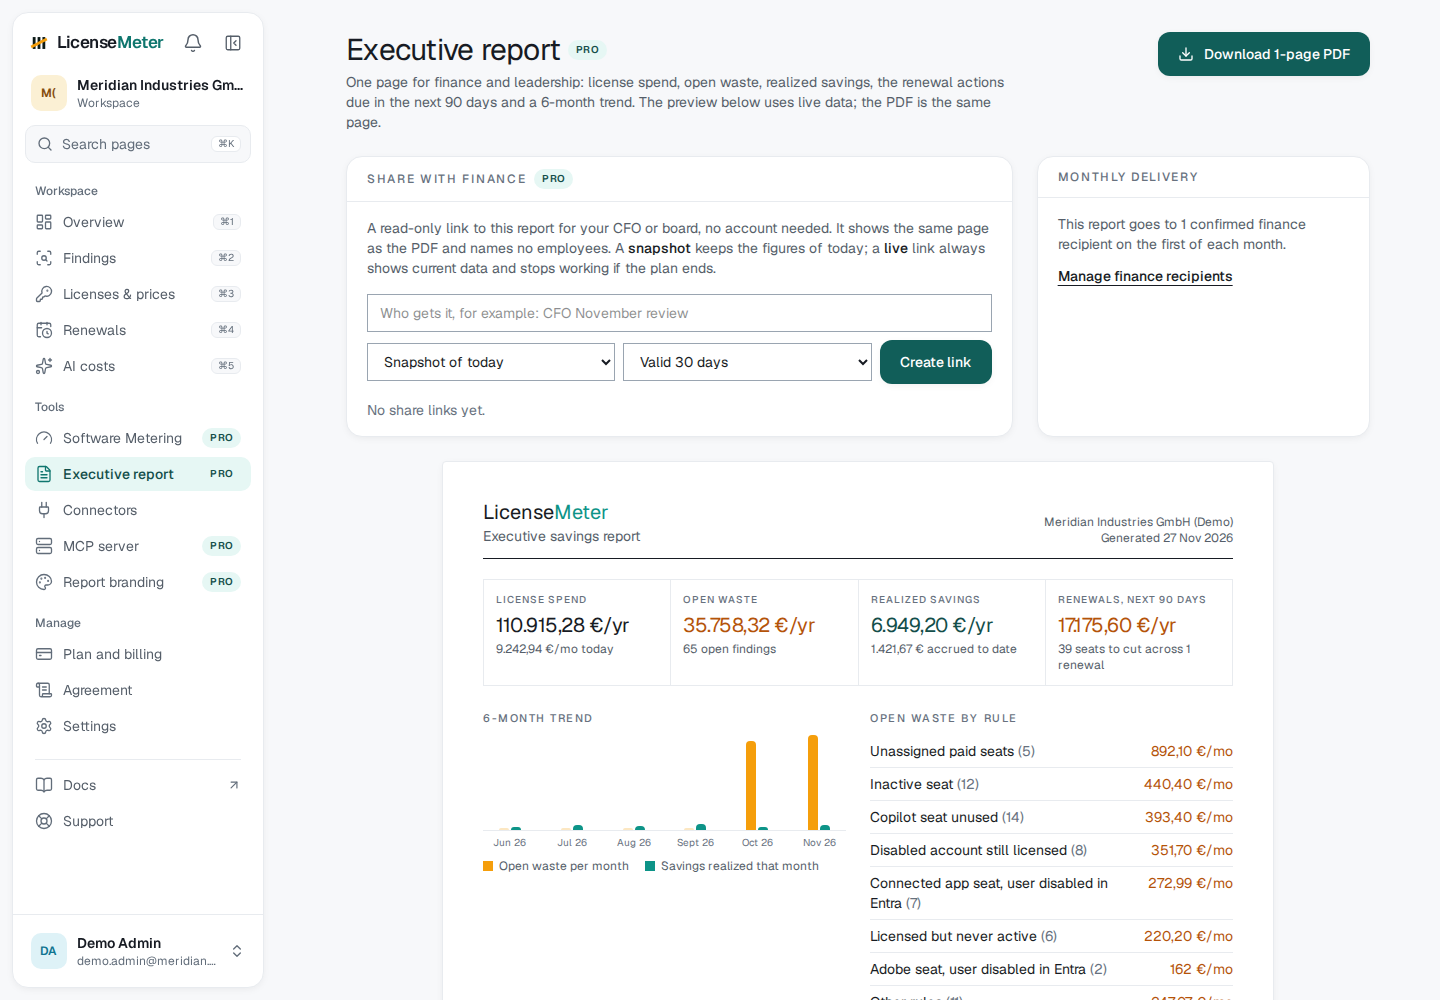 LicenseMeter
M(
Meridian Industries Gm...
Workspace
Search pages
⌘K
Workspace
Overview
⌘1
Findings
⌘2
Licenses & prices
⌘3
Renewals
⌘4
AI costs
⌘5
Tools
Software Metering
PRO
Executive report
PRO
Connectors
MCP server
PRO
Report branding
PRO
Manage
Plan and billing
Agreement
Settings
Docs
Support
DA
Demo Admin
demo.admin@meridian....
Executive report PRO
One page for finance and leadership: license spend, open waste, realized savings, the renewal actions
due in the next 90 days and a 6-month trend. The preview below uses live data; the PDF is the same
page.
Download 1-page PDF
SHARE WITH FINANCE PRO
A read-only link to this report for your CFO or board, no account needed. It shows the same page
as the PDF and names no employees. A snapshot keeps the figures of today; a live link always
shows current data and stops working if the plan ends.
Who gets it, for example: CFO November review
Snapshot of today
Valid 30 days
Create link
No share links yet.
MONTHLY DELIVERY
This report goes to 1 confirmed finance
recipient on the first of each month.
Manage finance recipients
LicenseMeter
Executive savings report
Meridian Industries GmbH (Demo)
Generated 27 Nov 2026
LICENSE SPEND
110.915,28 €/yr
9.242,94 €/mo today
OPEN WASTE
35.758,32 €/yr
65 open findings
REALIZED SAVINGS
6.949,20 €/yr
1.421,67 € accrued to date
RENEWALS, NEXT 90 DAYS
17.175,60 €/yr
39 seats to cut across 1
renewal
6-MONTH TREND
Jun 26
Jul 26
Aug 26
Sept 26
Oct 26
Nov 26
Open waste per month
Savings realized that month
OPEN WASTE BY RULE
Unassigned paid seats (5)
892,10 €/mo
Inactive seat (12)
440,40 €/mo
Copilot seat unused (14)
393,40 €/mo
Disabled account still licensed (8)
351,70 €/mo
Connected app seat, user disabled in
Entra (7)
272,99 €/mo
Licensed but never active (6)
220,20 €/mo
Adobe seat, user disabled in Entra (2)
162 €/mo